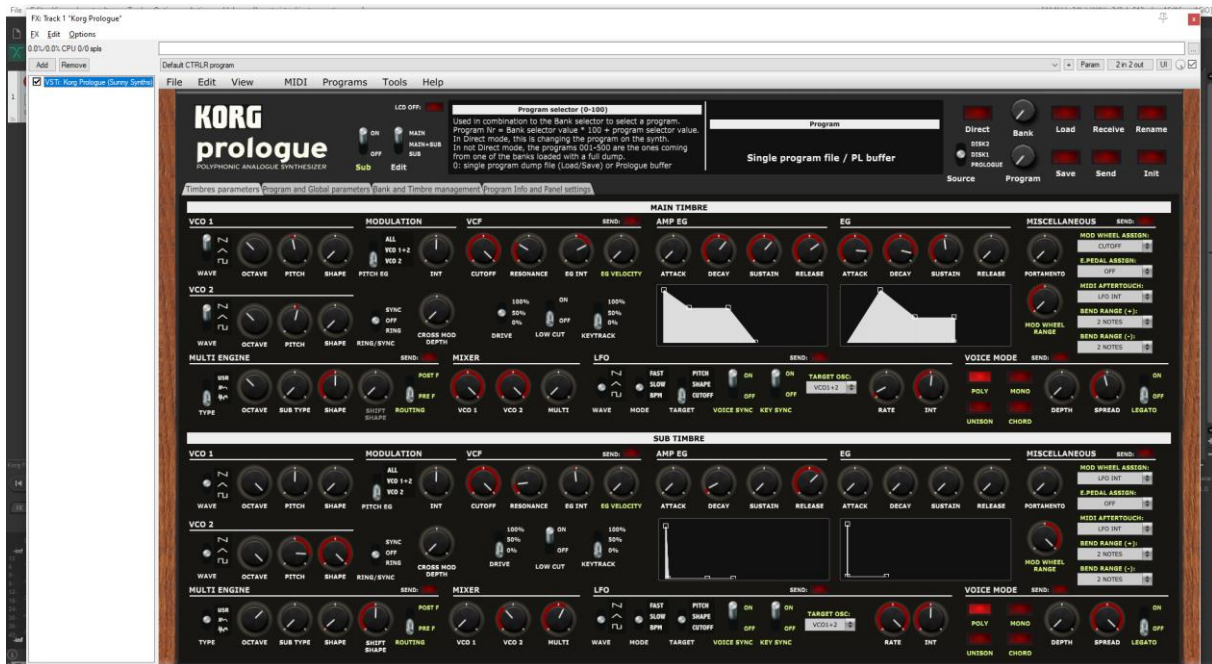 FX: Track 1 "Korg Prologue"
FX Edit Options
0.0%/0.0% CPU 0/0 spls
Add Remove
Default CTRLR program
+ Param 2 in 2 out UI
VSTi: Korg Prologue (Sunny Synths)
File Edit View MIDI Programs Tools Help
1
KORG
prologue
POLYPHONIC ANALOGUE SYNTHESIZER
LCD OFF:
ON
OFF
Sub
MAIN
MAIN+SUB
SUB
Edit
Program selector (0-100)
Used in combination to the Bank selector to select a program.
Program Nr = Bank selector value * 100 + program selector value.
In Direct mode, this is changing the program on the synth.
In not Direct mode, the programs 001-500 are the ones coming
from one of the banks loaded with a full dump.
0: single program dump file (Load/Save) or Prologue buffer
Program
Single program file / PL buffer
Direct Bank Load Receive Rename
DISK2
DISK1
PROLOGUE
Source Program Save Send Init
Timbres parameters Program and Global parameters Bank and Timbre management Program Info and Panel settings
MAIN TIMBRE
VCO 1 MODULATION VCF SEND: AMP EG EG MISCELLANEOUS SEND:
ALL
VCO 1+2
VCO 2
WAVE OCTAVE PITCH SHAPE PITCH EG INT CUTOFF RESONANCE EG INT EG VELOCITY ATTACK DECAY SUSTAIN RELEASE ATTACK DECAY SUSTAIN RELEASE PORTAMENTO
MOD WHEEL ASSIGN:
CUTOFF
E.PEDAL ASSIGN:
OFF
MIDI AFTERTOUCH:
LFO INT
BEND RANGE (+):
2 NOTES
BEND RANGE (-):
2 NOTES
MOD WHEEL
RANGE
VCO 2
SYNC
OFF
RING
WAVE OCTAVE PITCH SHAPE RING/SYNC
CROSS MOD
DEPTH
100%
50%
0%
DRIVE
ON
OFF
LOW CUT
100%
50%
0%
KEYTRACK
MULTI ENGINE SEND: MIXER LFO SEND: VOICE MODE SEND:
USR
POST F
PRE F
TYPE OCTAVE SUB TYPE SHAPE
SHIFT
SHAPE
ROUTING
VCO 1 VCO 2 MULTI
FAST
SLOW
BPM
PITCH
SHAPE
CUTOFF
ON
OFF
ON
OFF
TARGET OSC:
VCO1+2
WAVE MODE TARGET VOICE SYNC KEY SYNC RATE INT
POLY MONO
UNISON CHORD
DEPTH SPREAD LEGATO
ON
OFF
SUB TIMBRE
VCO 1 MODULATION VCF SEND: AMP EG EG MISCELLANEOUS SEND:
ALL
VCO 1+2
VCO 2
WAVE OCTAVE PITCH SHAPE PITCH EG INT CUTOFF RESONANCE EG INT EG VELOCITY ATTACK DECAY SUSTAIN RELEASE ATTACK DECAY SUSTAIN RELEASE PORTAMENTO
MOD WHEEL ASSIGN:
LFO INT
E.PEDAL ASSIGN:
OFF
MIDI AFTERTOUCH:
LFO INT
BEND RANGE (+):
2 NOTES
BEND RANGE (-):
2 NOTES
MOD WHEEL
RANGE
VCO 2
SYNC
OFF
RING
WAVE OCTAVE PITCH SHAPE RING/SYNC
CROSS MOD
DEPTH
100%
50%
0%
DRIVE
ON
OFF
LOW CUT
100%
50%
0%
KEYTRACK
MULTI ENGINE SEND: MIXER LFO SEND: VOICE MODE SEND:
USR
POST F
PRE F
TYPE OCTAVE SUB TYPE SHAPE
SHIFT
SHAPE
ROUTING
VCO 1 VCO 2 MULTI
FAST
SLOW
BPM
PITCH
SHAPE
CUTOFF
ON
OFF
ON
OFF
TARGET OSC:
VCO1+2
WAVE MODE TARGET VOICE SYNC KEY SYNC RATE INT
POLY MONO
UNISON CHORD
DEPTH SPREAD LEGATO
ON
OFF